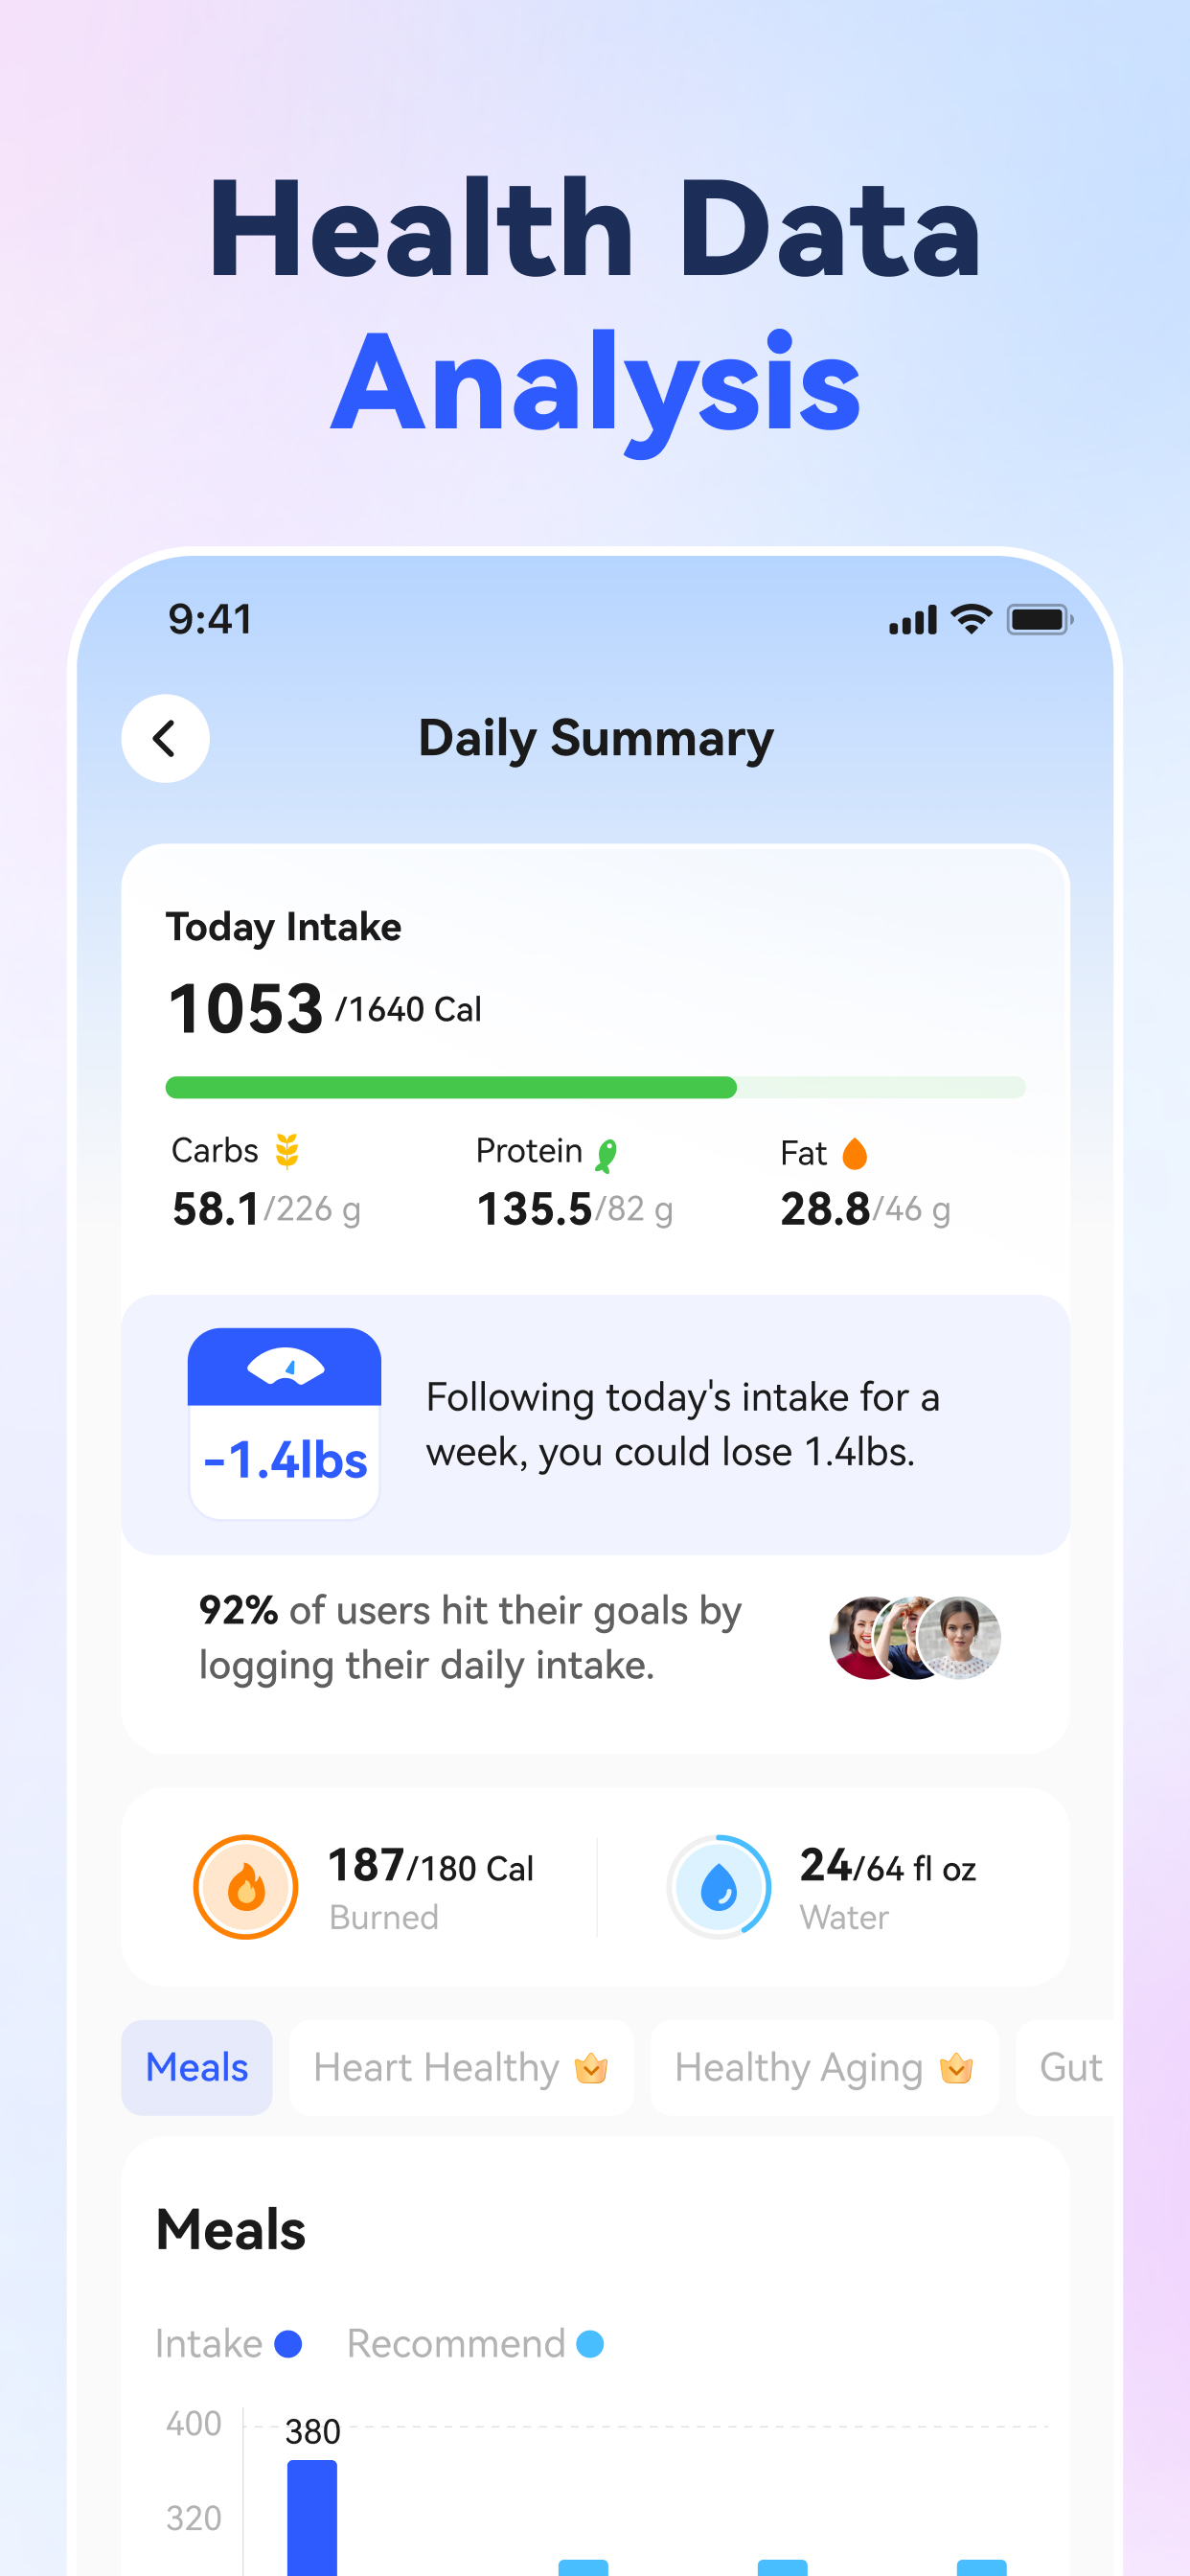 Health Data
Analysis
9:41
Daily Summary
Today Intake
1053 /1640 Cal
Carbs Protein Fat
58.1/226 g 135.5/82 g 28.8/46 g
-1.4lbs
Following today's intake for a
week, you could lose 1.4lbs.
92% of users hit their goals by
logging their daily intake.
187/180 Cal
Burned
24/64 fl oz
Water
Meals Heart Healthy Healthy Aging Gut
Meals
Intake Recommend
400
380
320